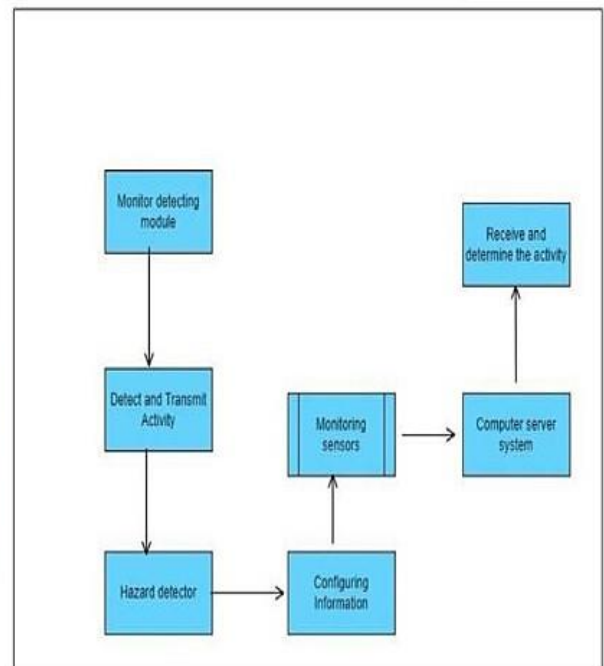 Monitor detecting
module
Receive and
determine the activity
Detect and Transmit
Activity
Monitoring
sensors
Computer server
system
Hazard detector
Configuring
Information